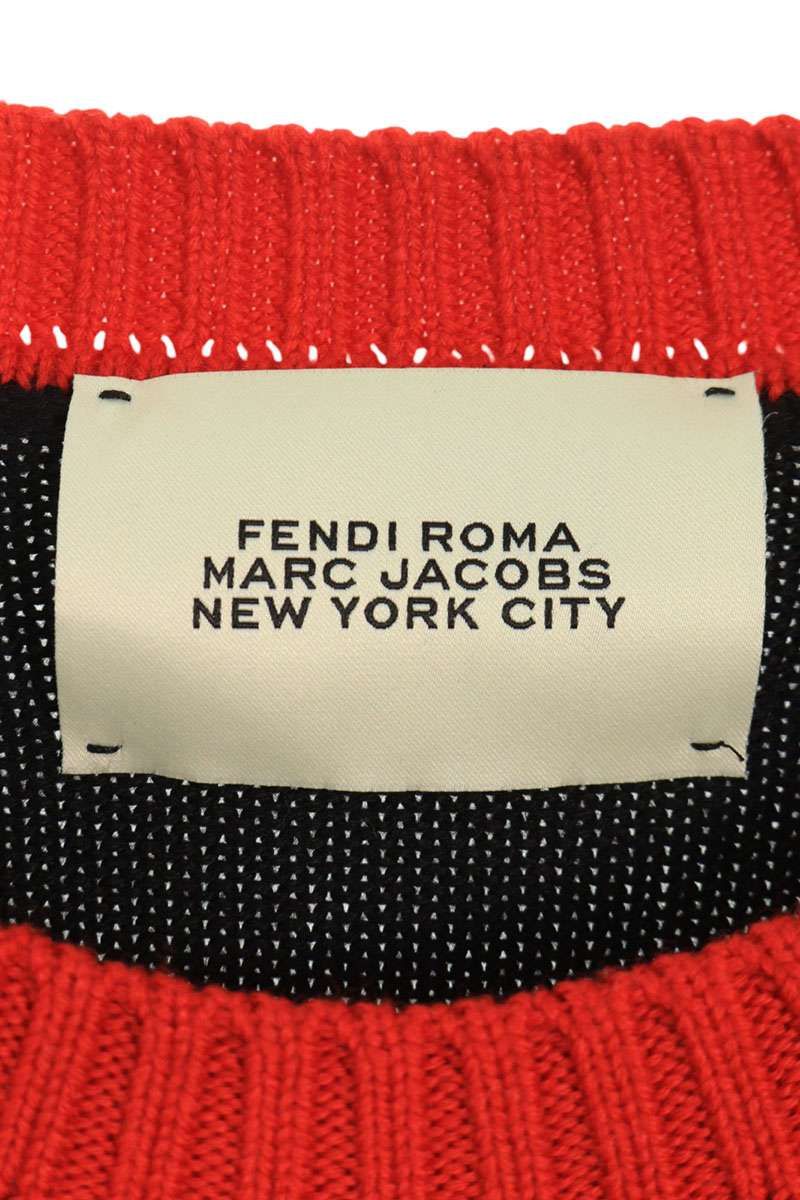 FENDI ROMA
MARC JACOBS
NEW YORK CITY